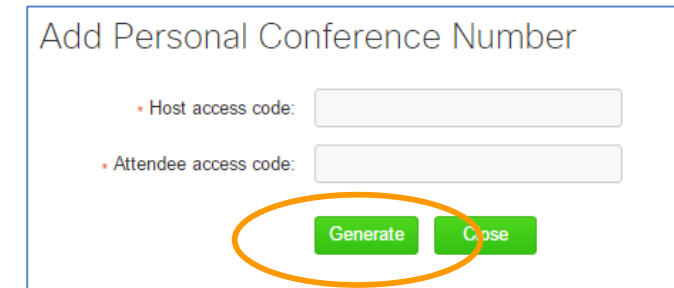 Add Personal Conference Number
* Host access code:
* Attendee access code:
Generate Close